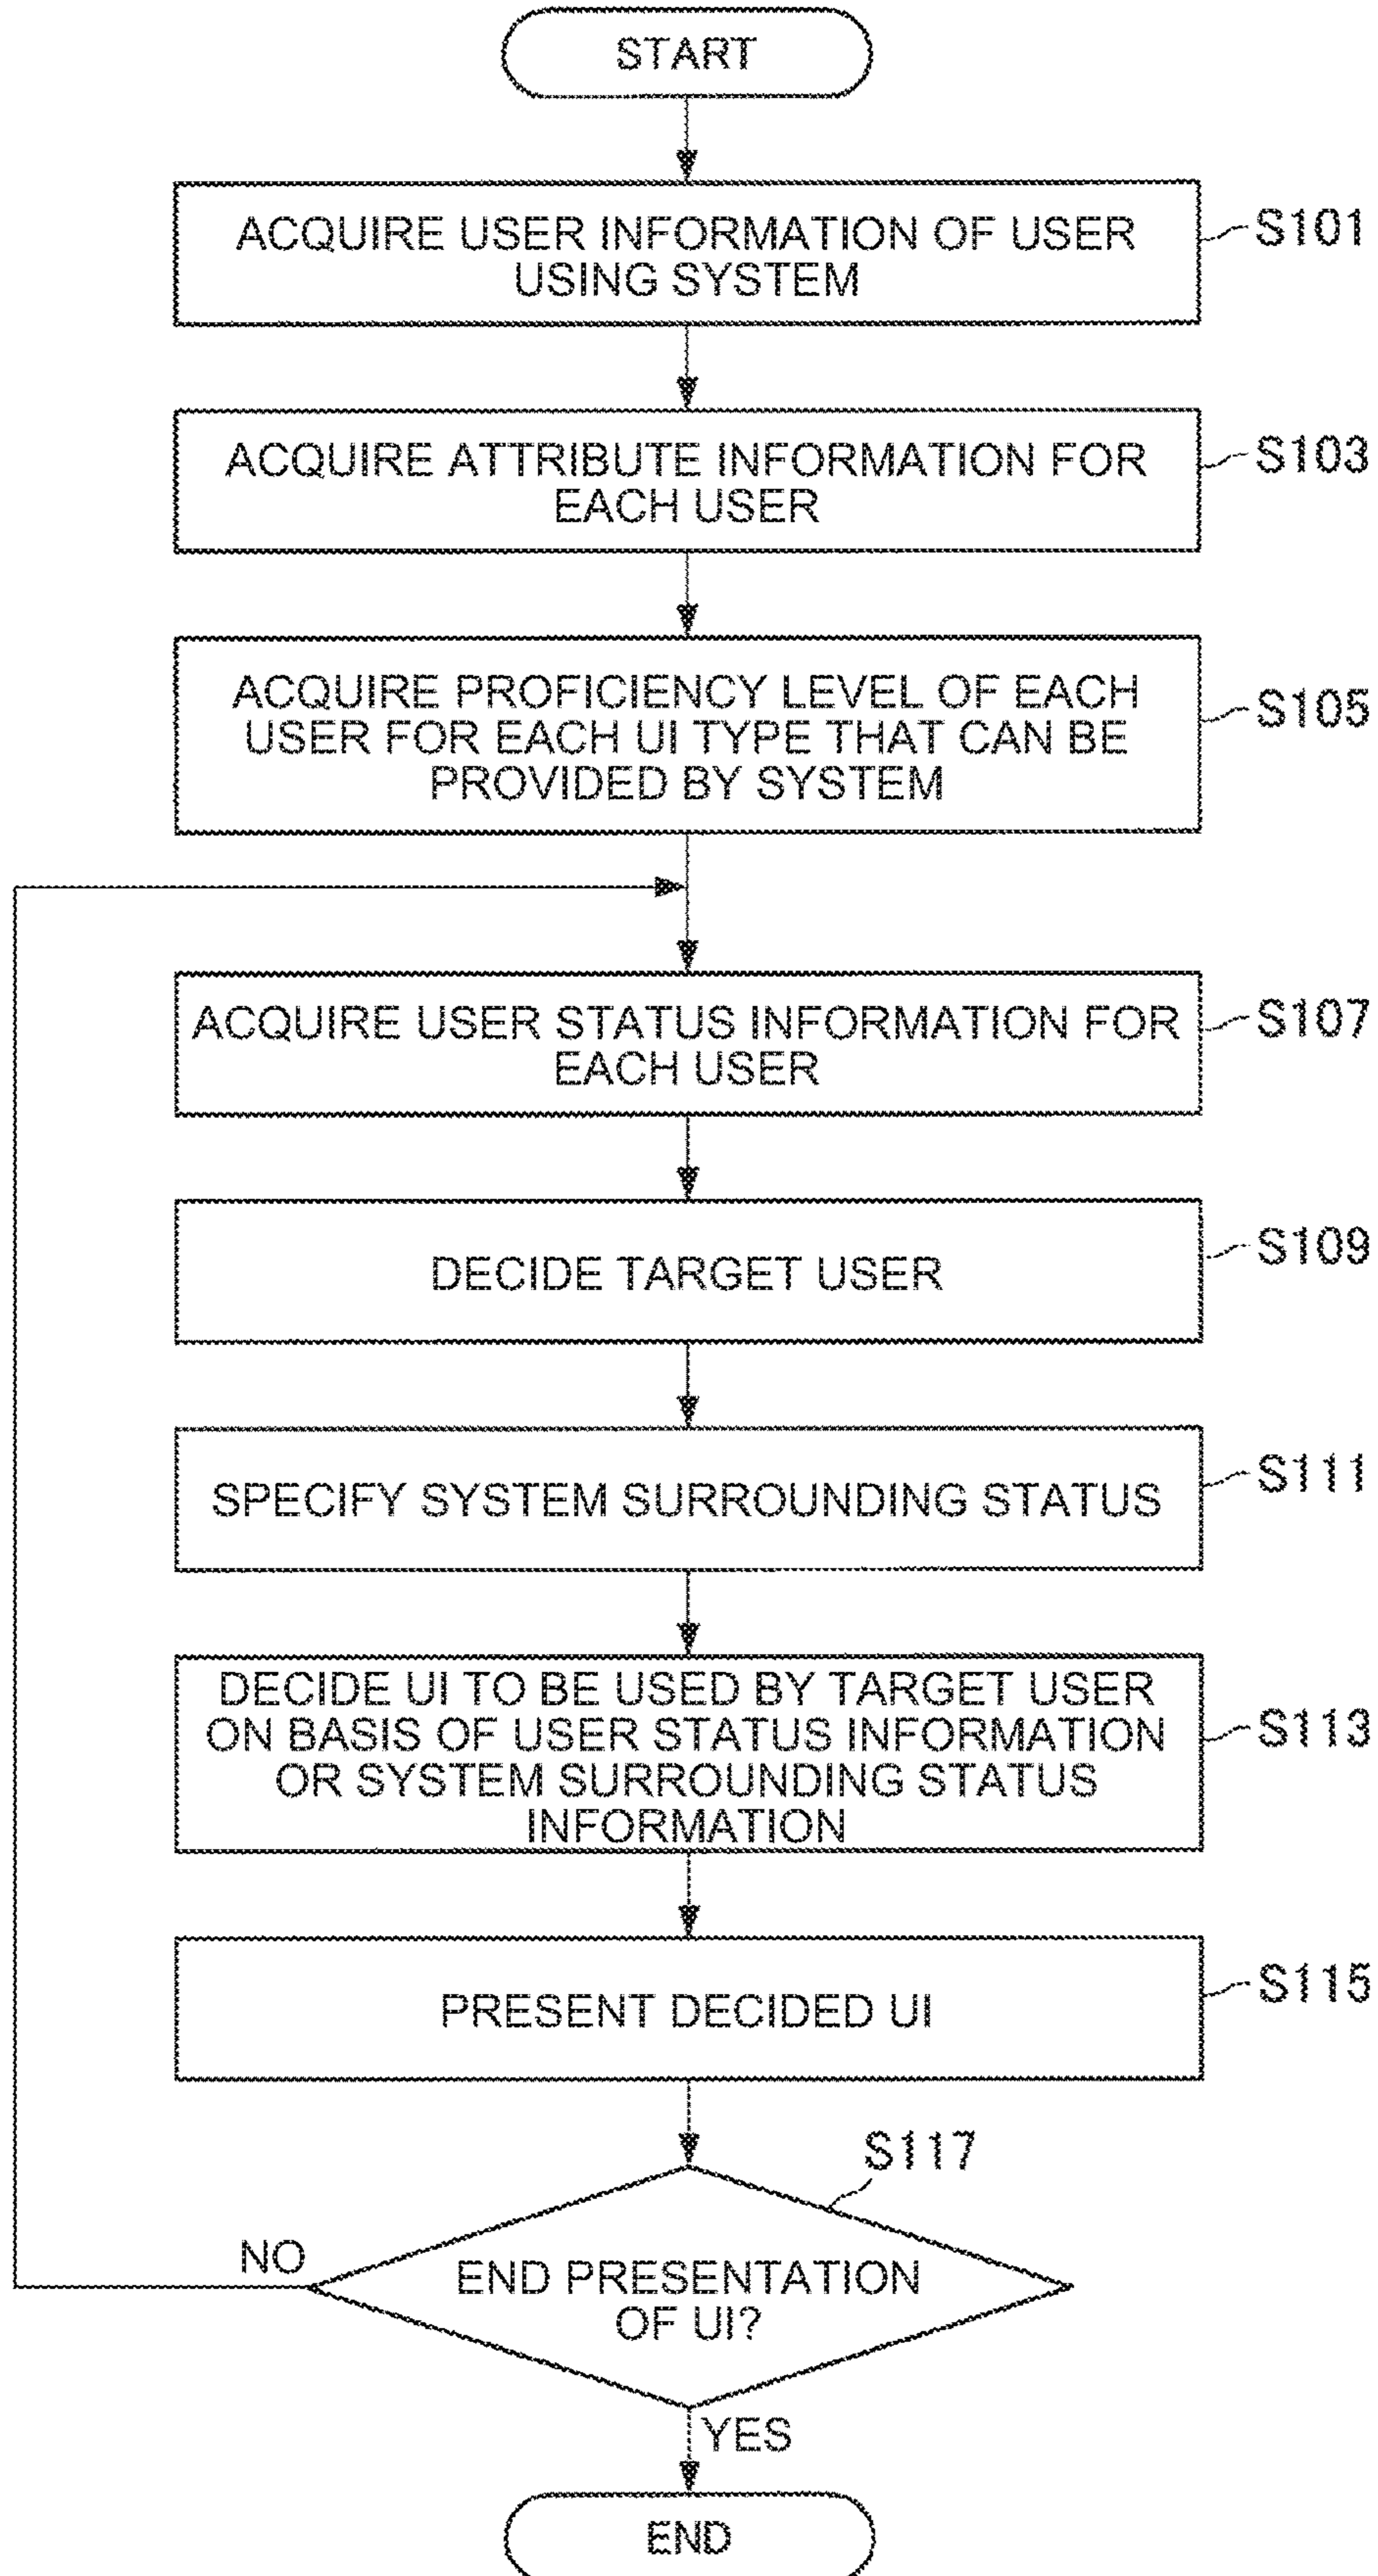 START
ACQUIRE USER INFORMATION OF USER
USING SYSTEM
S101
ACQUIRE ATTRIBUTE INFORMATION FOR
EACH USER
S103
ACQUIRE PROFICIENCY LEVEL OF EACH
USER FOR EACH UI TYPE THAT CAN BE
PROVIDED BY SYSTEM
S105
ACQUIRE USER STATUS INFORMATION FOR
EACH USER
S107
DECIDE TARGET USER
S109
SPECIFY SYSTEM SURROUNDING STATUS
S111
DECIDE UI TO BE USED BY TARGET USER
ON BASIS OF USER STATUS INFORMATION
OR SYSTEM SURROUNDING STATUS
INFORMATION
S113
PRESENT DECIDED UI
S115
S117
NO
END PRESENTATION
OF UI?
YES
END